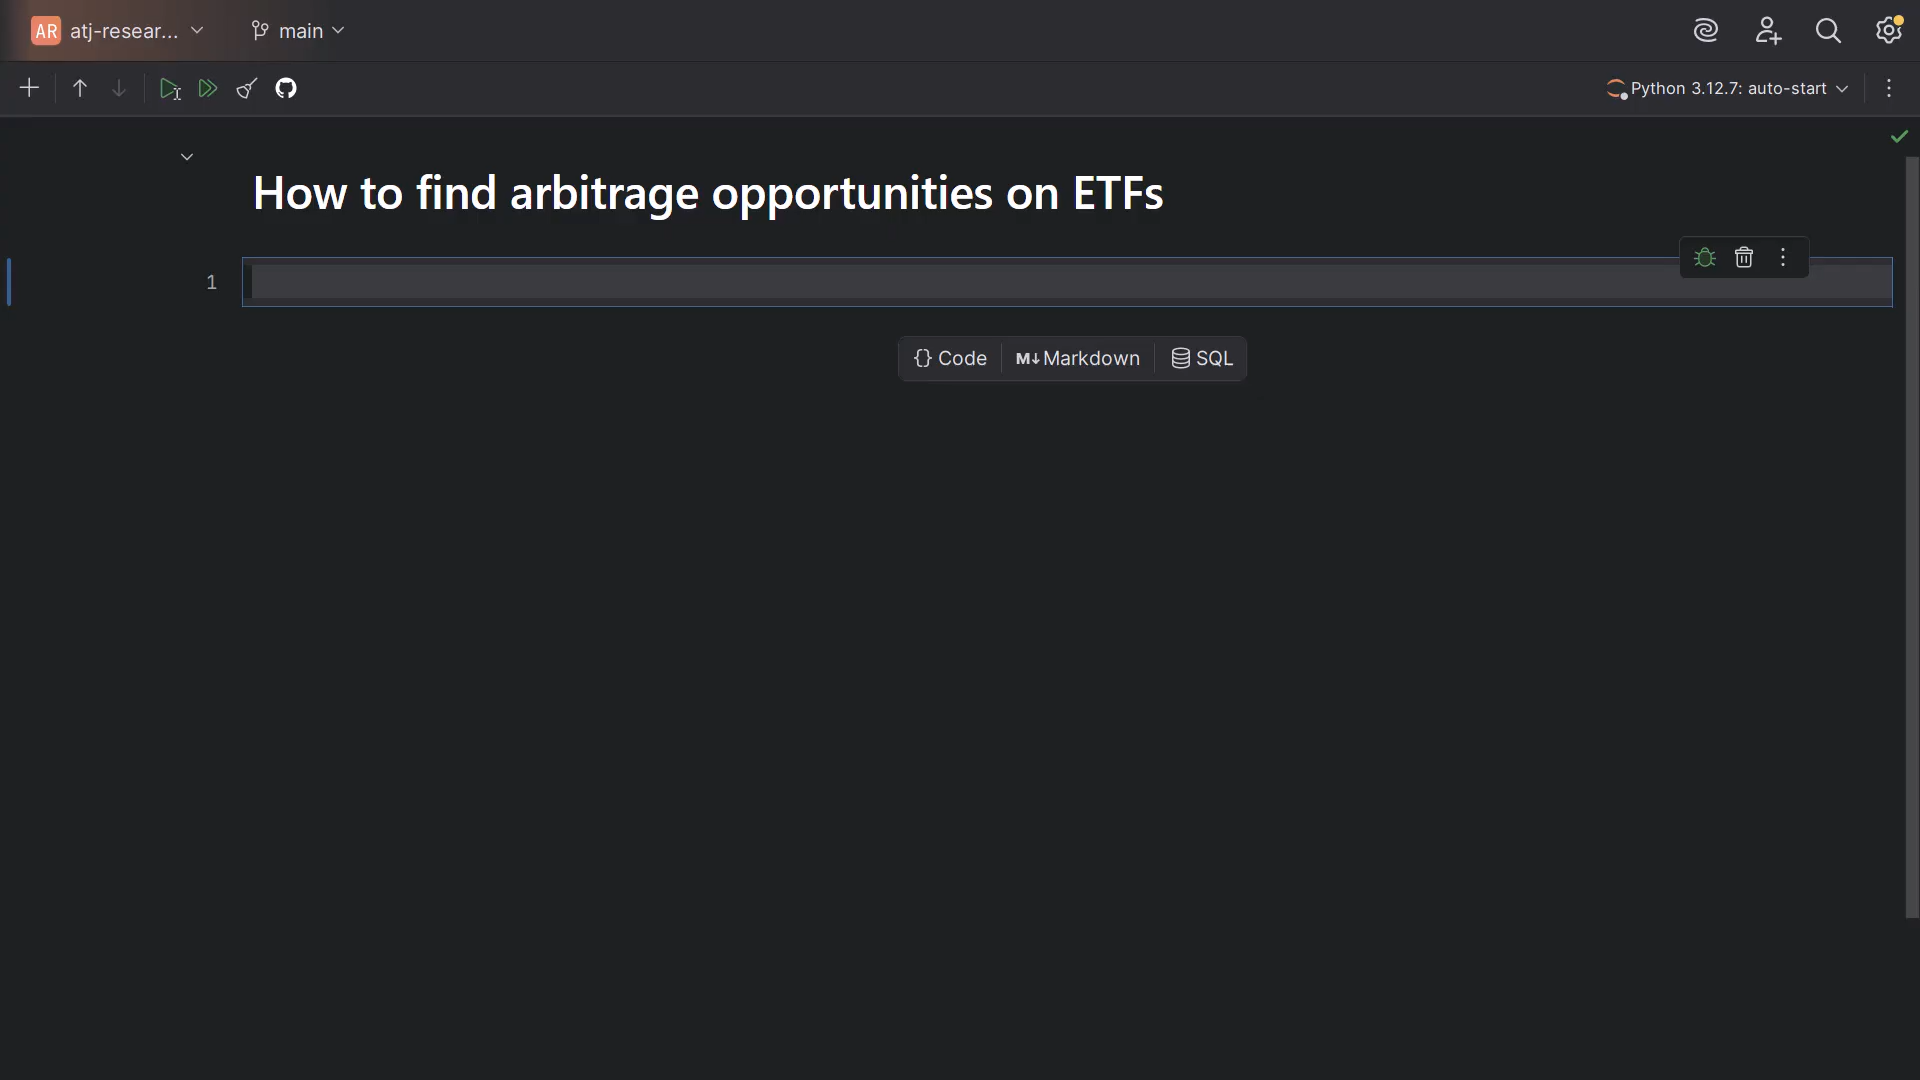 AR atj-resear... main
Python 3.12.7: auto-start
How to find arbitrage opportunities on ETFs
1
{} Code M↓ Markdown SQL